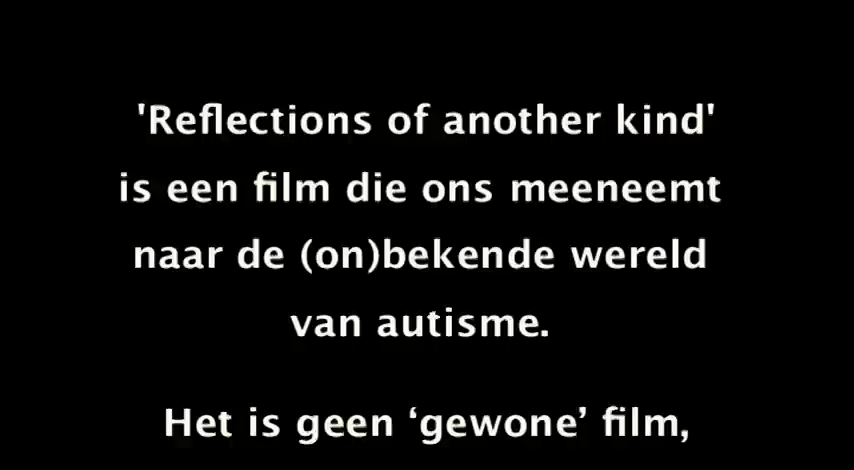 'Reflections of another kind'
is een film die ons meeneemt
naar de (on)bekende wereld
van autisme.
Het is geen ‘gewone’ film,